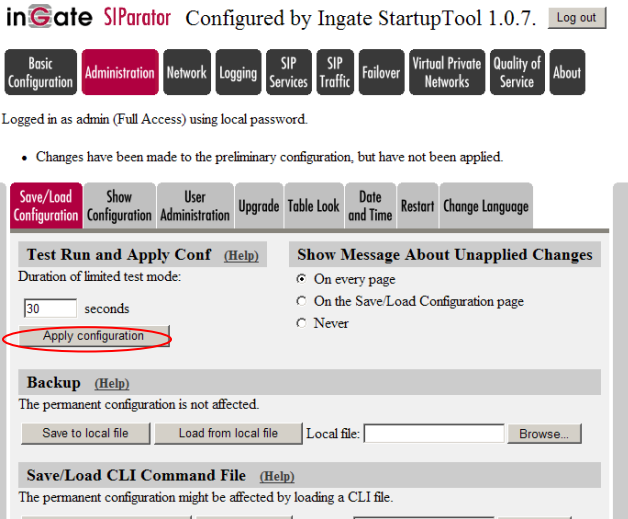 inGate SIParator Configured by Ingate StartupTool 1.0.7. Log out
Basic Configuration Administration Network Logging SIP Services SIP Traffic Failover Virtual Private Networks Quality of Service About
Logged in as admin (Full Access) using local password.
• Changes have been made to the preliminary configuration, but have not been applied.
Save/Load Configuration Show Configuration User Administration Upgrade Table Look Date and Time Restart Change Language
Test Run and Apply Conf (Help) Show Message About Unapplied Changes
Duration of limited test mode: On every page
30 seconds On the Save/Load Configuration page
Apply configuration Never
Backup (Help)
The permanent configuration is not affected.
Save to local file Load from local file Local file: Browse...
Save/Load CLI Command File (Help)
The permanent configuration might be affected by loading a CLI file.